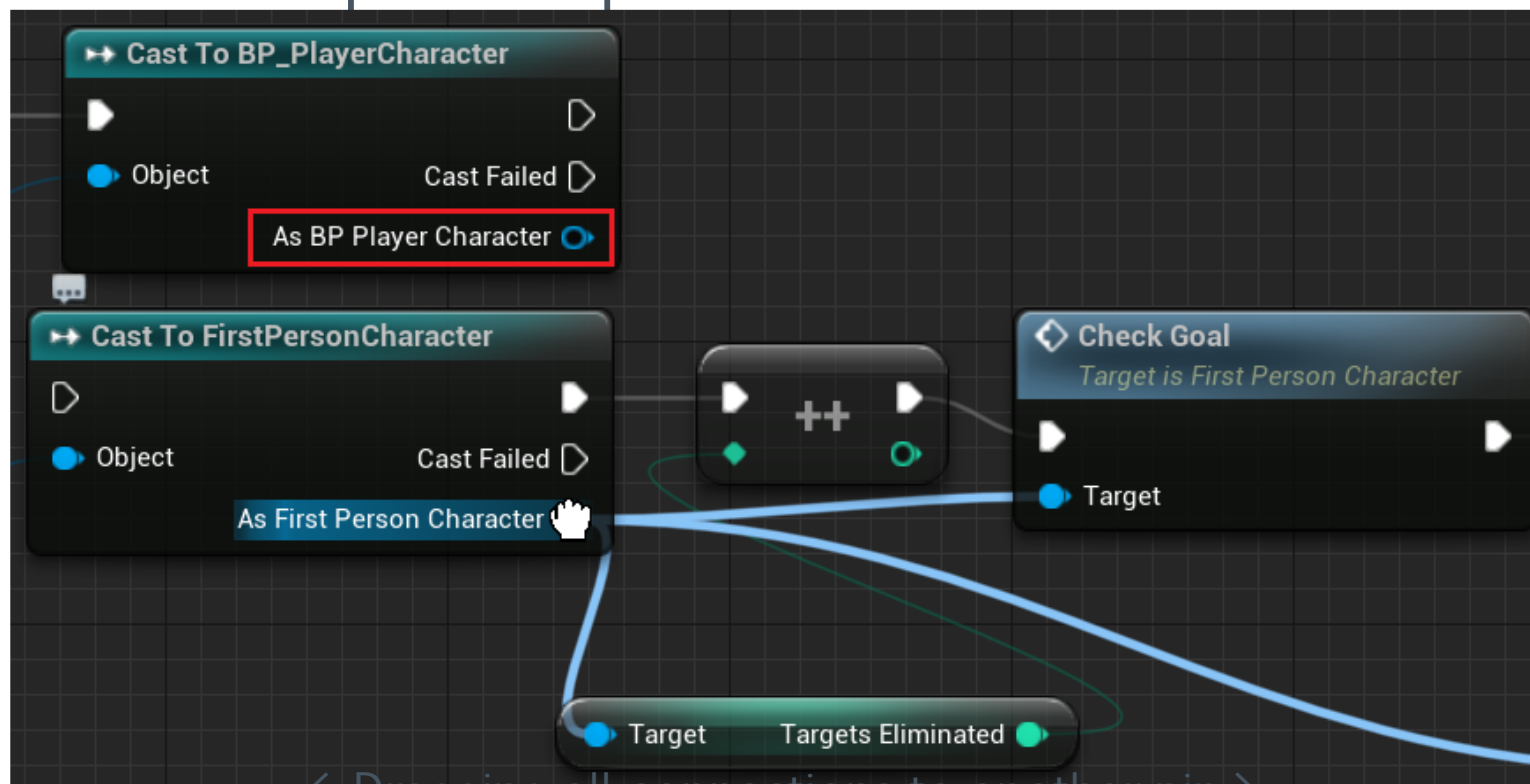 Cast To BP_PlayerCharacter
Object
Cast Failed
As BP Player Character
Cast To FirstPersonCharacter
Object
Cast Failed
As First Person Character
++
Check Goal
Target is First Person Character
Target
Target
Targets Eliminated